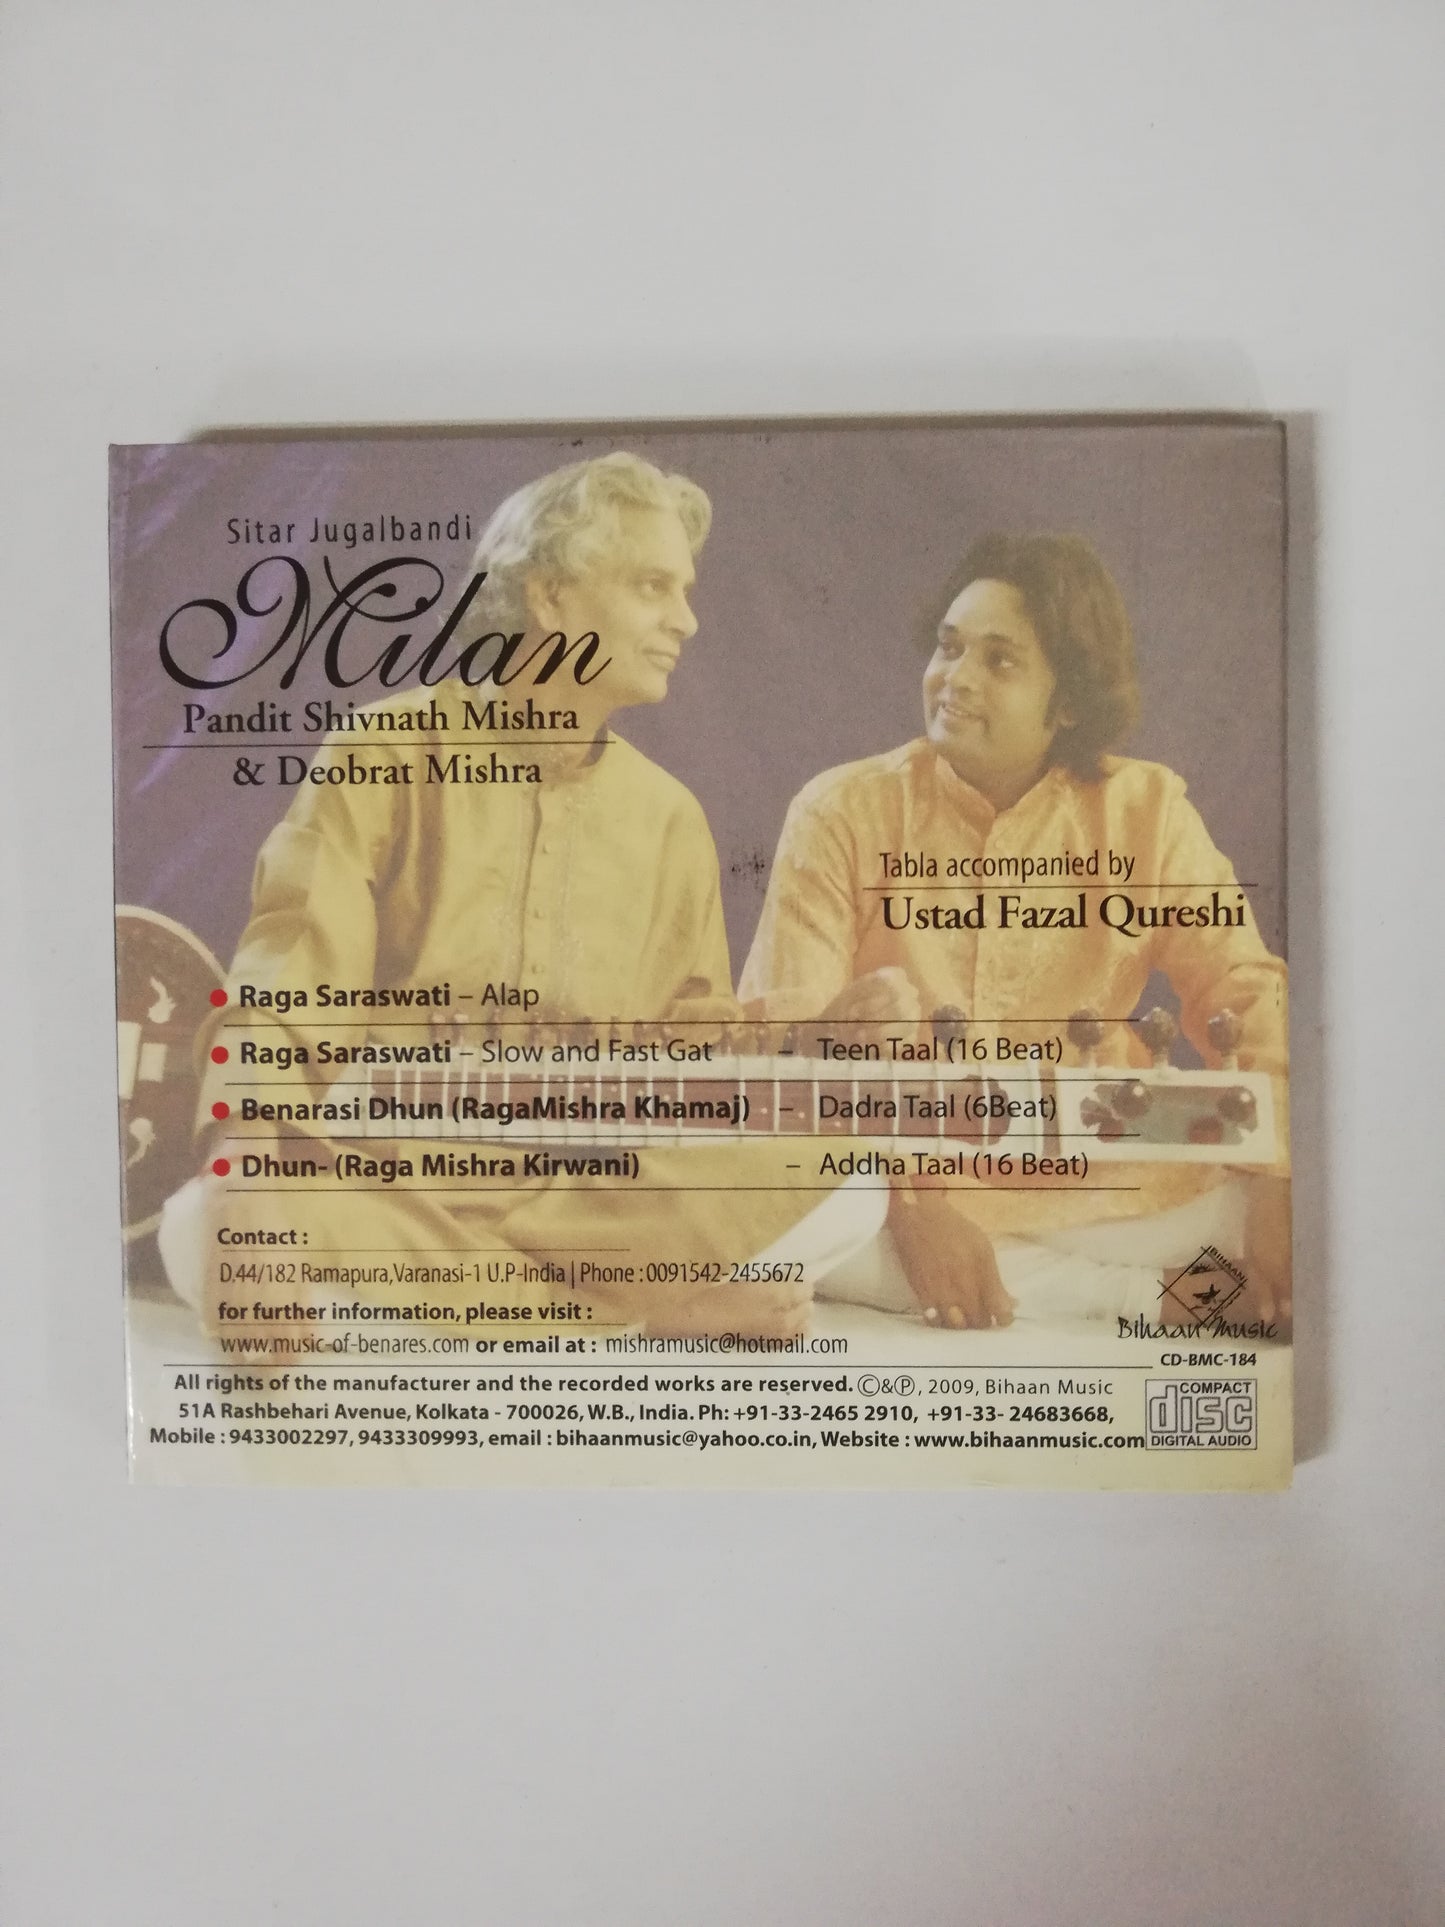 Sitar Jugalbandi
Milan
Pandit Shivnath Mishra
& Deobrat Mishra
Tabla accompanied by
Ustad Fazal Qureshi
Raga Saraswati – Alap
Raga Saraswati – Slow and Fast Gat – Teen Taal (16 Beat)
Benarasi Dhun (RagaMishra Khamaj) – Dadra Taal (6Beat)
Dhun- (Raga Mishra Kirwani) – Addha Taal (16 Beat)
Contact :
D.44/182 Ramapura,Varanasi-1 U.P-India | Phone :0091542-2455672
for further information, please visit :
www.music-of-benares.com or email at : mishramusic@hotmail.com
BIHAAN
Bihaan Music
CD-BMC-184
All rights of the manufacturer and the recorded works are reserved. ©&℗, 2009, Bihaan Music
51A Rashbehari Avenue, Kolkata - 700026, W.B., India. Ph: +91-33-2465 2910, +91-33- 24683668,
Mobile : 9433002297, 9433309993, email : bihaanmusic@yahoo.co.in, Website : www.bihaanmusic.com
COMPACT
disc
DIGITAL AUDIO